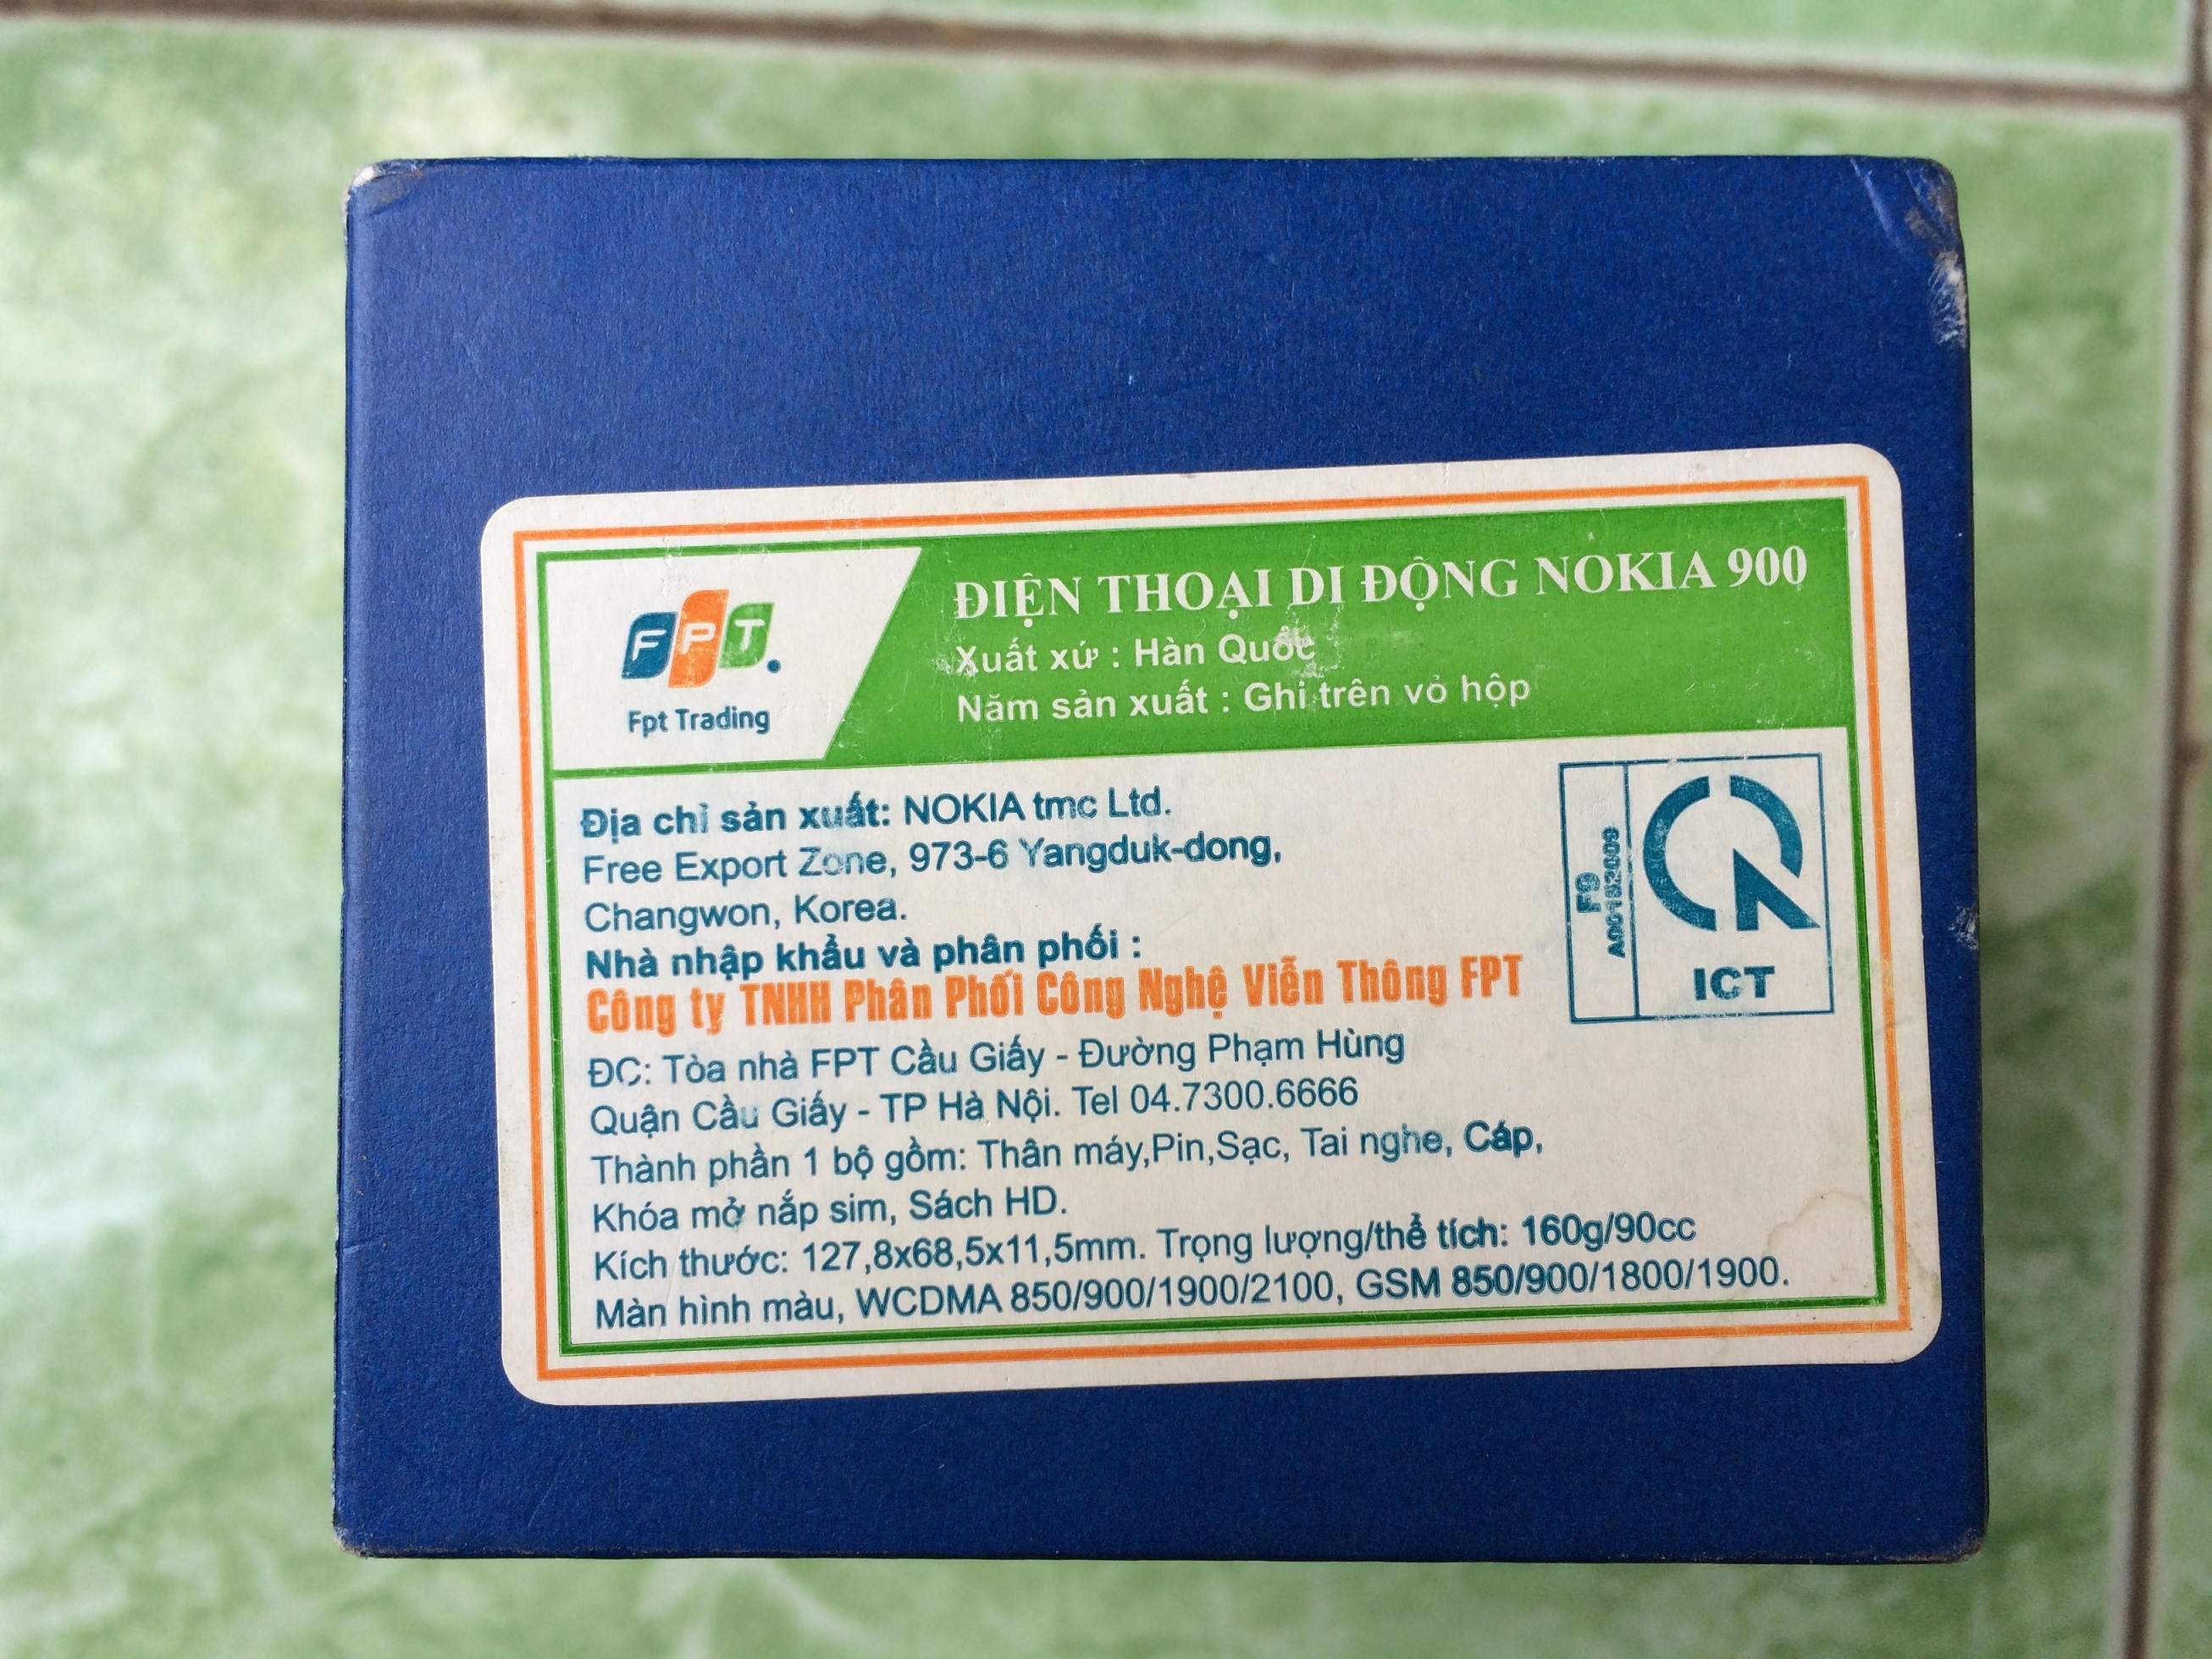 FPT
Fpt Trading
ĐIỆN THOẠI DI ĐỘNG NOKIA 900
Xuất xứ : Hàn Quốc
Năm sản xuất : Ghi trên vỏ hộp
Địa chỉ sản xuất: NOKIA tmc Ltd.
Free Export Zone, 973-6 Yangduk-dong,
Changwon, Korea.
Nhà nhập khẩu và phân phối :
Công ty TNHH Phân Phối Công Nghệ Viễn Thông FPT
ĐC: Tòa nhà FPT Cầu Giấy - Đường Phạm Hùng
Quận Cầu Giấy - TP Hà Nội. Tel 04.7300.6666
Thành phần 1 bộ gồm: Thân máy,Pin,Sạc, Tai nghe, Cáp,
Khóa mở nắp sim, Sách HD.
Kích thước: 127,8x68,5x11,5mm. Trọng lượng/thể tích: 160g/90cc
Màn hình màu, WCDMA 850/900/1900/2100, GSM 850/900/1800/1900.
F9
ICT